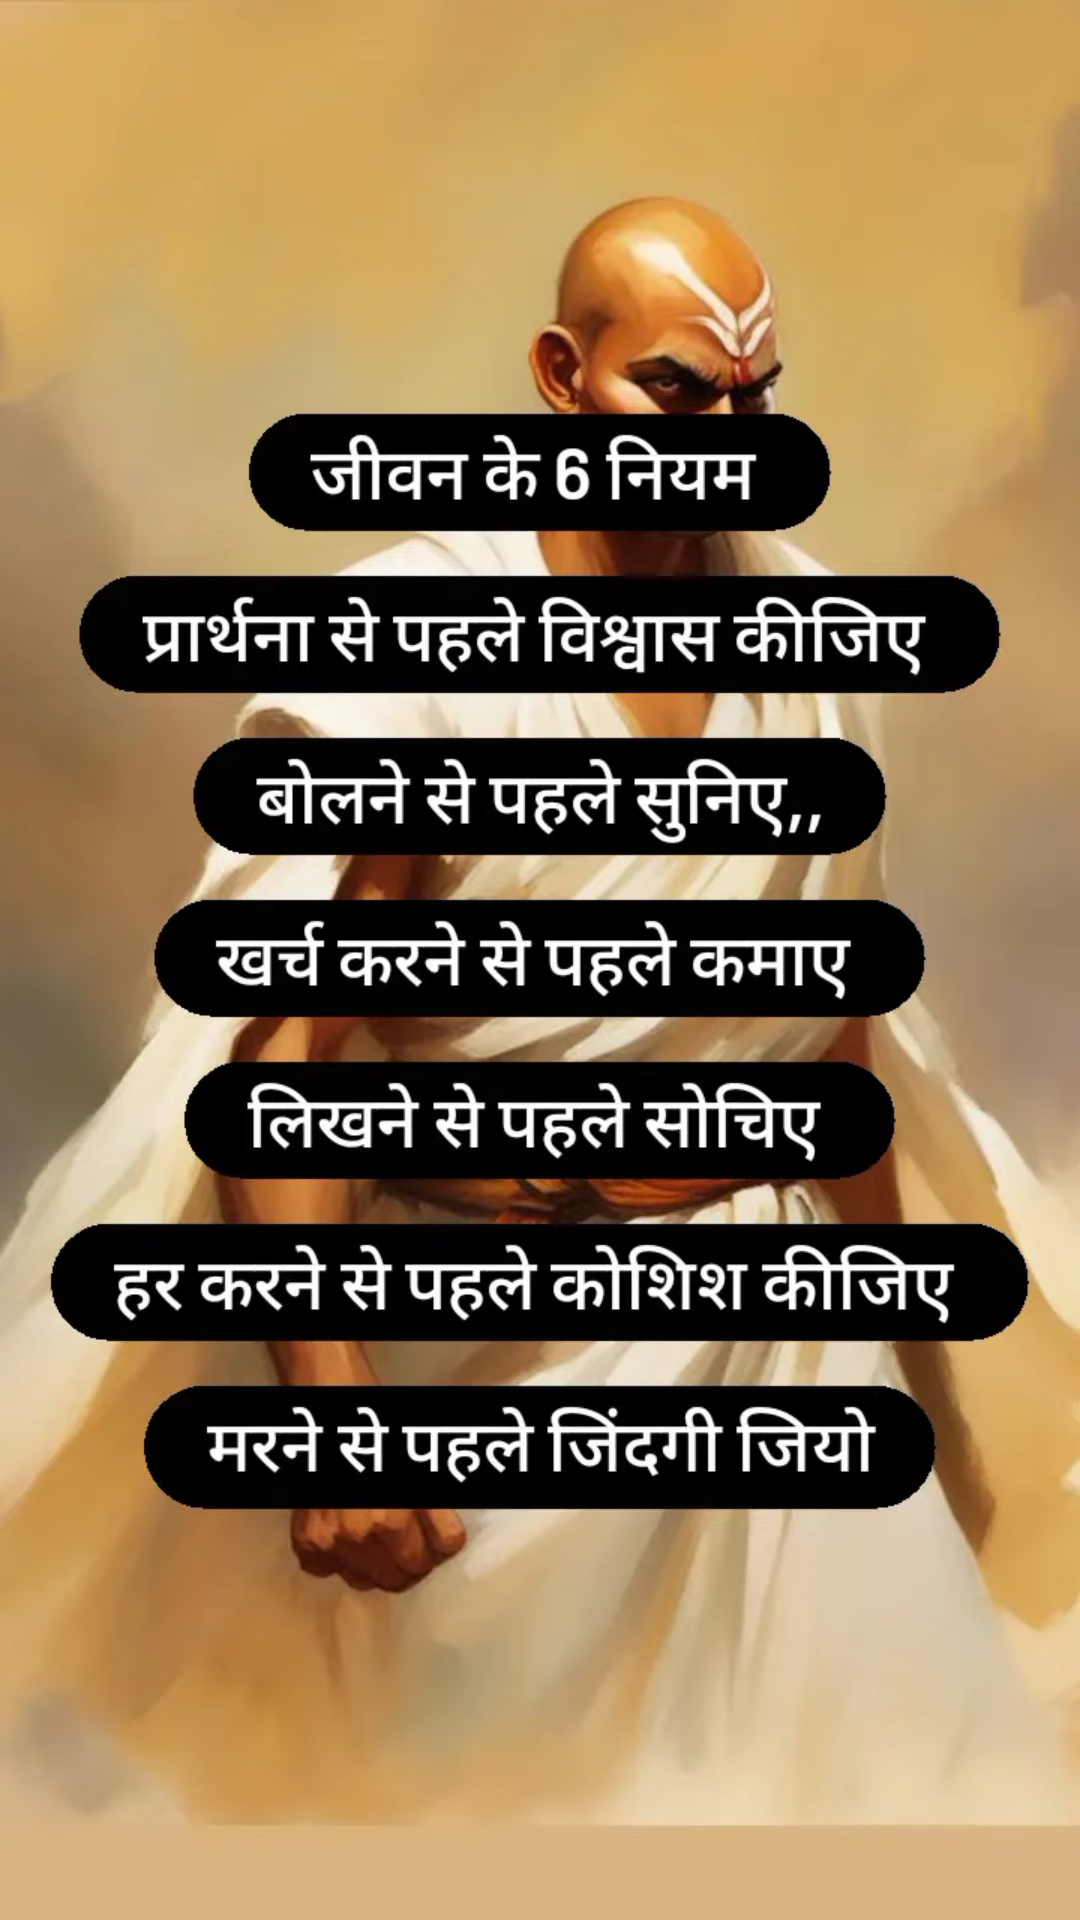 जीवन के 6 नियम
प्रार्थना से पहले विश्वास कीजिए
बोलने से पहले सुनिए,,
खर्च करने से पहले कमाए
लिखने से पहले सोचिए
हर करने से पहले कोशिश कीजिए
मरने से पहले जिंदगी जियो